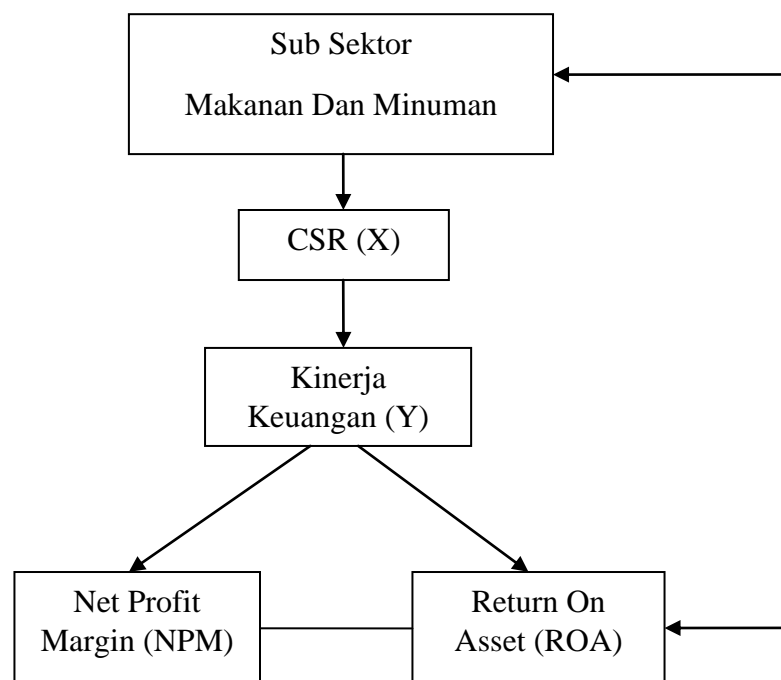 Sub Sektor
Makanan Dan Minuman
CSR (X)
Kinerja
Keuangan (Y)
Net Profit
Margin (NPM)
Return On
Asset (ROA)